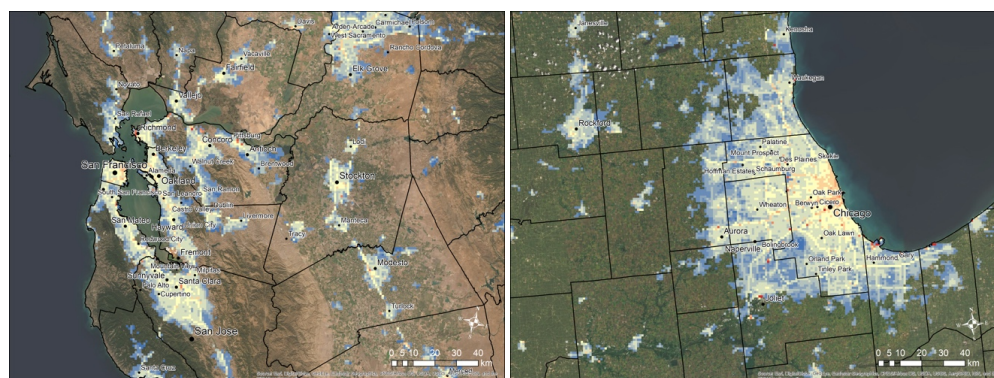 Davis
Arden-Arcade
Carmichael
West Sacramento
Rancho Cordova
Petaluma
Napa
Vacaville
Elk Grove
Fairfield
Novato
Vallejo
San Rafael
Richmond
Concord
Pittsburg
Antioch
Berkeley
Lodi
Walnut Creek
Brentwood
San Francisco
Oakland
Stockton
San Leandro
San Ramon
Castro Valley
Dublin
San Mateo
Hayward
Livermore
Manteca
Redwood City
Tracy
Fremont
Modesto
Sunnyvale
Milpitas
Palo Alto
Santa Clara
Cupertino
Turlock
San Jose
Santa Cruz
Merced
0 5 10 20 30 40
km
Janesville
Kenosha
Waukegan
Rockford
Palatine
Mount Prospect
Des Plaines
Skokie
Hoffman Estates
Schaumburg
Oak Park
Wheaton
Berwyn
Cicero
Chicago
Aurora
Oak Lawn
Naperville
Bolingbrook
Orland Park
Hammond
Gary
Tinley Park
Joliet
0 5 10 20 30 40
km